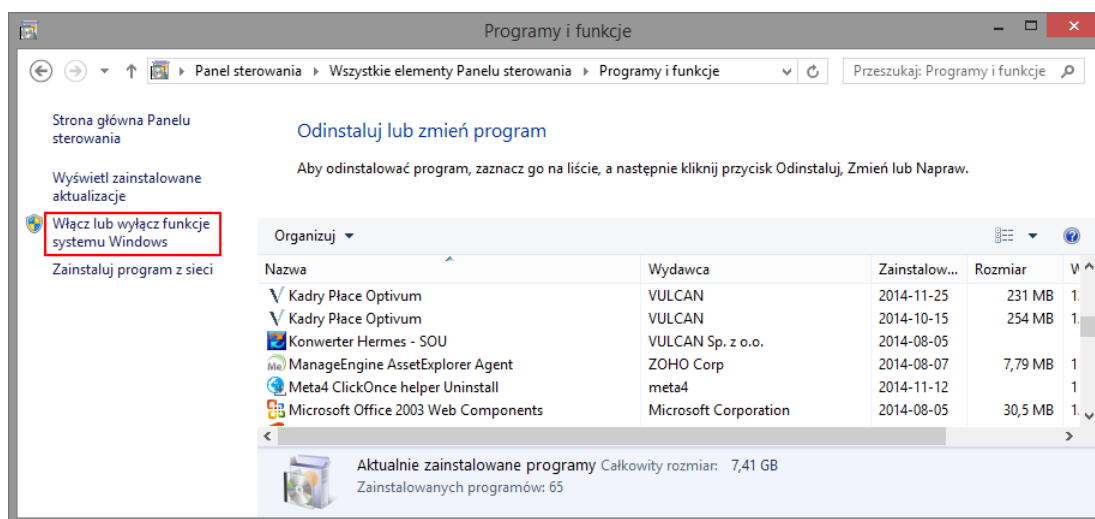 Programy i funkcje
Panel sterowania Wszystkie elementy Panelu sterowania Programy i funkcje
Przeszukaj: Programy i funkcje
Strona główna Panelu
sterowania
Wyświetl zainstalowane
aktualizacje
Włącz lub wyłącz funkcje
systemu Windows
Zainstaluj program z sieci
Odinstaluj lub zmień program
Aby odinstalować program, zaznacz go na liście, a następnie kliknij przycisk Odinstaluj, Zmień lub Napraw.
Organizuj
Nazwa Wydawca Zainstalow... Rozmiar W
Kadry Płace Optivum VULCAN 2014-11-25 231 MB 1.
Kadry Płace Optivum VULCAN 2014-10-15 254 MB 1.
Konwerter Hermes - SOU VULCAN Sp. z o.o. 2014-08-05
ManageEngine AssetExplorer Agent ZOHO Corp 2014-08-07 7,79 MB 1
Meta4 ClickOnce helper Uninstall meta4 2014-11-12 1
Microsoft Office 2003 Web Components Microsoft Corporation 2014-08-05 30,5 MB 1.
Aktualnie zainstalowane programy Całkowity rozmiar: 7,41 GB
Zainstalowanych programów: 65